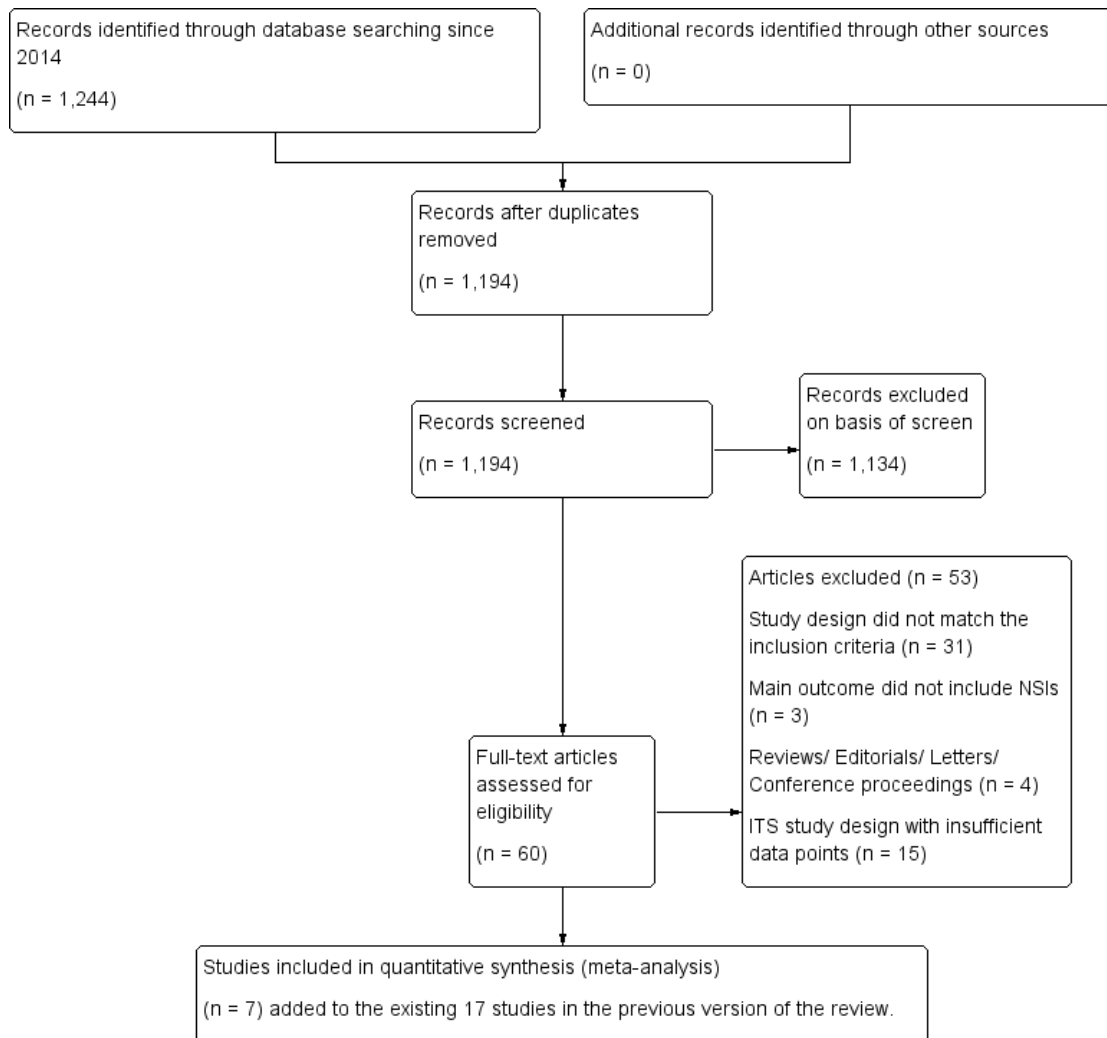 Records identified through database searching since
2014
(n = 1,244)
Additional records identified through other sources
(n = 0)
Records after duplicates
removed
(n = 1,194)
Records screened
(n = 1,194)
Records excluded
on basis of screen
(n = 1,134)
Full-text articles
assessed for
eligibility
(n = 60)
Articles excluded (n = 53)
Study design did not match the
inclusion criteria (n = 31)
Main outcome did not include NSIs
(n = 3)
Reviews/ Editorials/ Letters/
Conference proceedings (n = 4)
ITS study design with insufficient
data points (n = 15)
Studies included in quantitative synthesis (meta-analysis)
(n = 7) added to the existing 17 studies in the previous version of the review.